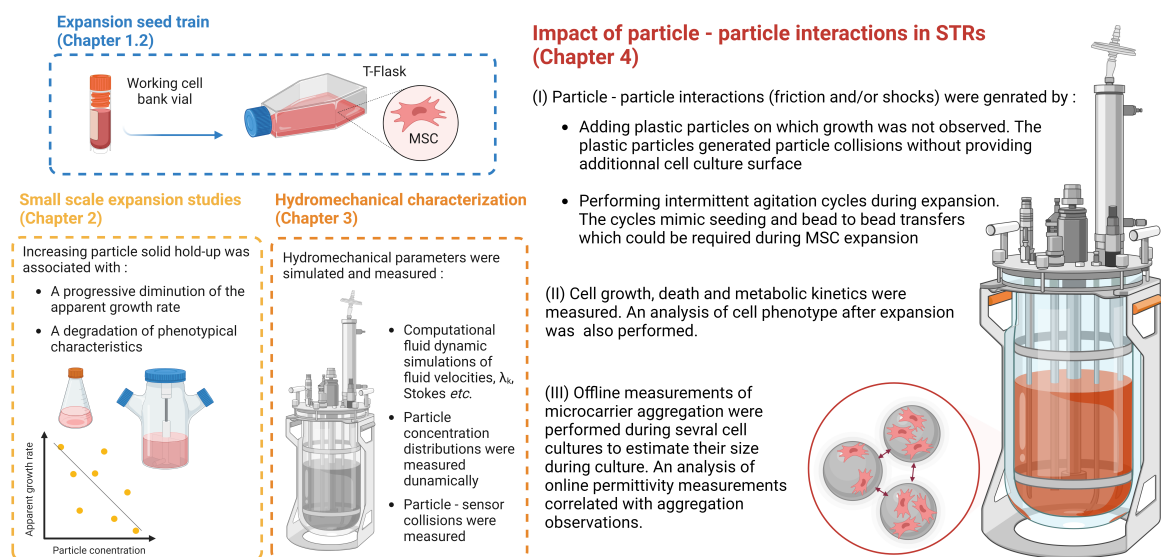 Expansion seed train
(Chapter 1.2)
Working cell
bank vial
T-Flask
MSC
Small scale expansion studies
(Chapter 2)
Increasing particle solid hold-up was
associated with :
• A progressive diminution of the
apparent growth rate
• A degradation of phenotypical
characteristics
Apparent growth rate
Particle conentration
Hydromechanical characterization
(Chapter 3)
Hydromechanical parameters were
simulated and measured :
• Computational
fluid dynamic
simulations of
fluid velocities, λₖ,
Stokes etc.
• Particle
concentration
distributions were
measured
dunamically
• Particle - sensor
collisions were
measured
Impact of particle - particle interactions in STRs
(Chapter 4)
(I) Particle - particle interactions (friction and/or shocks) were genrated by :
• Adding plastic particles on which growth was not observed. The
plastic particles generated particle collisions without providing
additionnal cell culture surface
• Performing intermittent agitation cycles during expansion.
The cycles mimic seeding and bead to bead transfers
which could be required during MSC expansion
(II) Cell growth, death and metabolic kinetics were
measured. An analysis of cell phenotype after expansion
was also performed.
(III) Offline measurements of
microcarrier aggregation were
performed during sevral cell
cultures to estimate their size
during culture. An analysis of
online permittivity measurements
correlated with aggregation
observations.